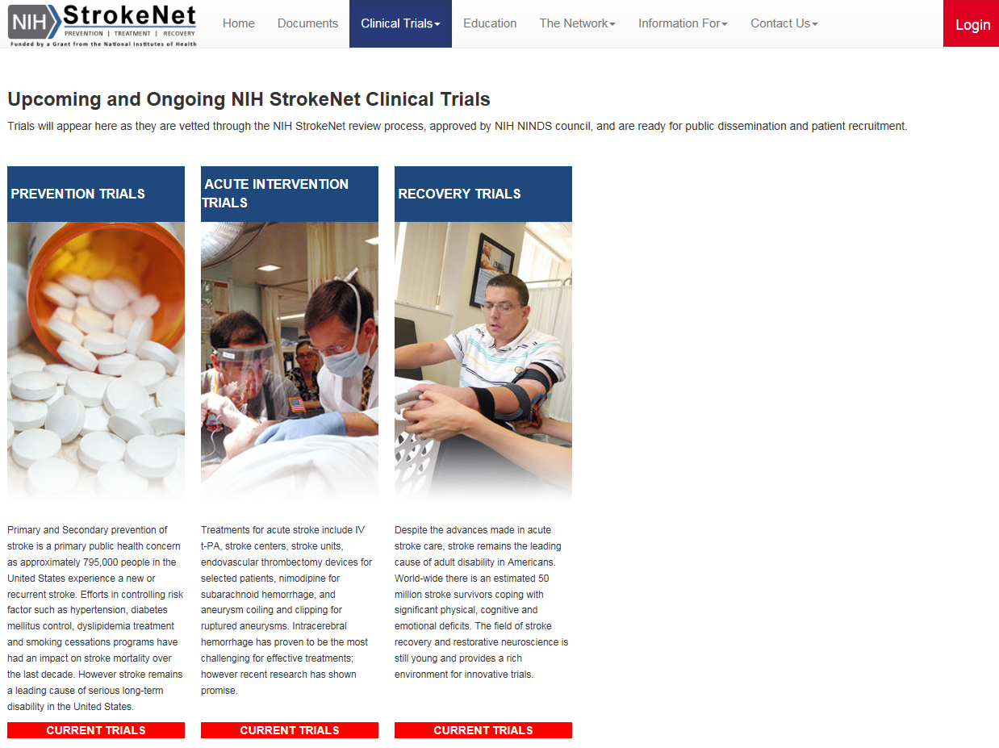 NIH StrokeNet
PREVENTION | TREATMENT | RECOVERY
Funded by a Grant from the National Institutes of Health
Home Documents Clinical Trials Education The Network Information For Contact Us Login
Upcoming and Ongoing NIH StrokeNet Clinical Trials
Trials will appear here as they are vetted through the NIH StrokeNet review process, approved by NIH NINDS council, and are ready for public dissemination and patient recruitment.
PREVENTION TRIALS
Primary and Secondary prevention of
stroke is a primary public health concern
as approximately 795,000 people in the
United States experience a new or
recurrent stroke. Efforts in controlling risk
factor such as hypertension, diabetes
mellitus control, dyslipidemia treatment
and smoking cessations programs have
had an impact on stroke mortality over
the last decade. However stroke remains
a leading cause of serious long-term
disability in the United States.
CURRENT TRIALS
ACUTE INTERVENTION
TRIALS
Treatments for acute stroke include IV
t-PA, stroke centers, stroke units,
endovascular thrombectomy devices for
selected patients, nimodipine for
subarachnoid hemorrhage, and
aneurysm coiling and clipping for
ruptured aneurysms. Intracerebral
hemorrhage has proven to be the most
challenging for effective treatments;
however recent research has shown
promise.
CURRENT TRIALS
RECOVERY TRIALS
Despite the advances made in acute
stroke care, stroke remains the leading
cause of adult disability in Americans.
World-wide there is an estimated 50
million stroke survivors coping with
significant physical, cognitive and
emotional deficits. The field of stroke
recovery and restorative neuroscience is
still young and provides a rich
environment for innovative trials.
CURRENT TRIALS